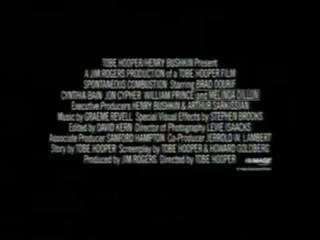 TOBE HOOPER/HENRY BUSHKIN Present
A JIM ROGERS PRODUCTION of a TOBE HOOPER FILM
SPONTANEOUS COMBUSTION Starring BRAD DOURIF
CYNTHIA BAIN JON CYPHER WILLIAM PRINCE and MELINDA DILLON
Executive Producers HENRY BUSHKIN & ARTHUR SARKISSIAN
Music by GRAEME REVELL Special Visual Effects by STEPHEN BROOKS
Edited by DAVID KERN Director of Photography LEVIE ISAACKS
Associate Producer SANFORD HAMPTON Co-Producer JERROLD W. LAMBERT
Story by TOBE HOOPER Screenplay by TOBE HOOPER & HOWARD GOLDBERG
Produced by JIM ROGERS Directed by TOBE HOOPER
IMAGE